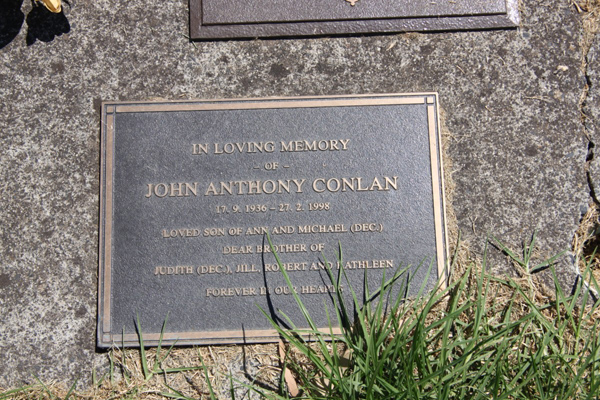 IN LOVING MEMORY
– OF –
JOHN ANTHONY CONLAN
17. 9. 1936 – 27. 2. 1998
LOVED SON OF ANN AND MICHAEL (DEC.)
DEAR BROTHER OF
JUDITH (DEC.), JILL, ROBERT AND KATHLEEN
FOREVER IN OUR HEARTS